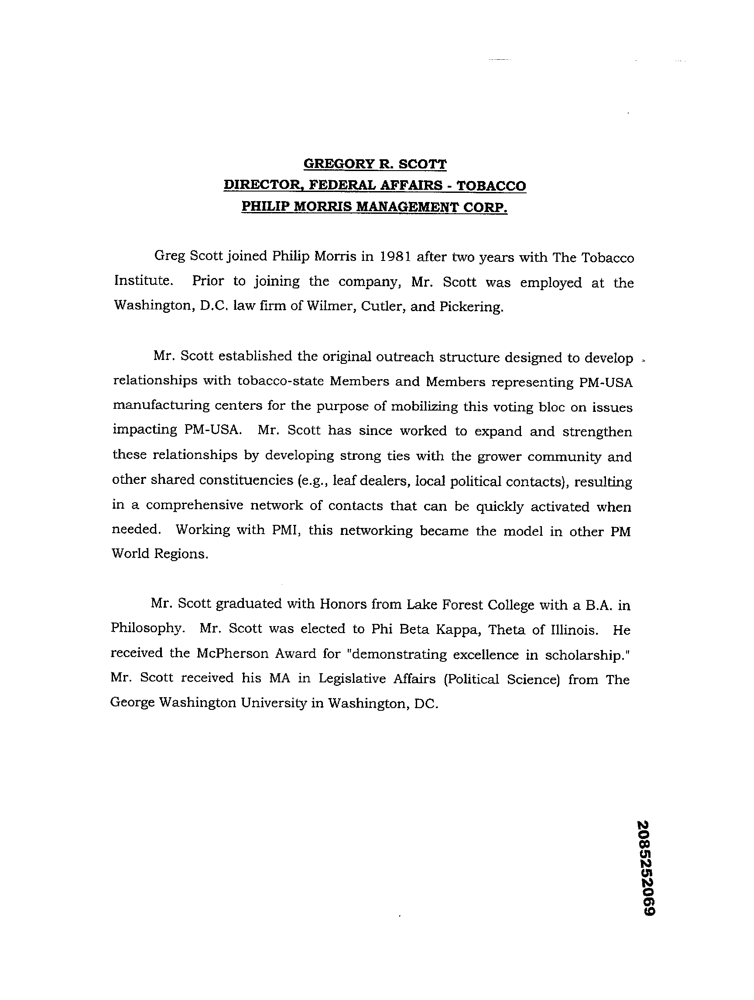 GREGORY R. SCOTT
DIRECTOR, FEDERAL AFFAIRS - TOBACCO
PHILIP MORRIS MANAGEMENT CORP.
Greg Scott joined Philip Morris in 1981 after two years with The Tobacco
Institute. Prior to joining the company, Mr. Scott was employed at the
Washington, D.C. law firm of Wilmer, Cutler, and Pickering.
Mr. Scott established the original outreach structure designed to develop
relationships with tobacco-state Members and Members representing PM-USA
manufacturing centers for the purpose of mobilizing this voting bloc on issues
impacting PM-USA. Mr. Scott has since worked to expand and strengthen
these relationships by developing strong ties with the grower community and
other shared constituencies (e.g., leaf dealers, local political contacts), resulting
in a comprehensive network of contacts that can be quickly activated when
needed. Working with PMI, this networking became the model in other PM
World Regions.
Mr. Scott graduated with Honors from Lake Forest College with a B.A. in
Philosophy. Mr. Scott was elected to Phi Beta Kappa, Theta of Illinois. He
received the McPherson Award for "demonstrating excellence in scholarship."
Mr. Scott received his MA in Legislative Affairs (Political Science) from The
George Washington University in Washington, DC.
2085252069